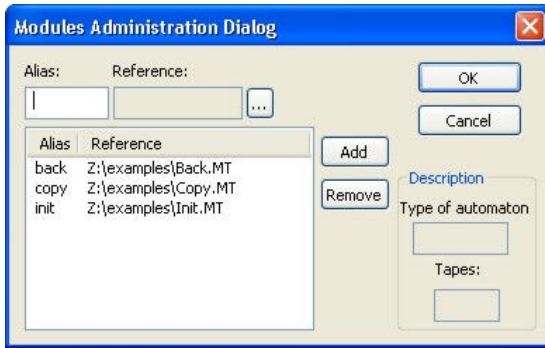 Modules Administration Dialog
Alias: Reference:
...
OK
Cancel
Alias Reference
back Z:\examples\Back.MT
copy Z:\examples\Copy.MT
init Z:\examples\Init.MT
Add
Remove
Description
Type of automaton
Tapes: